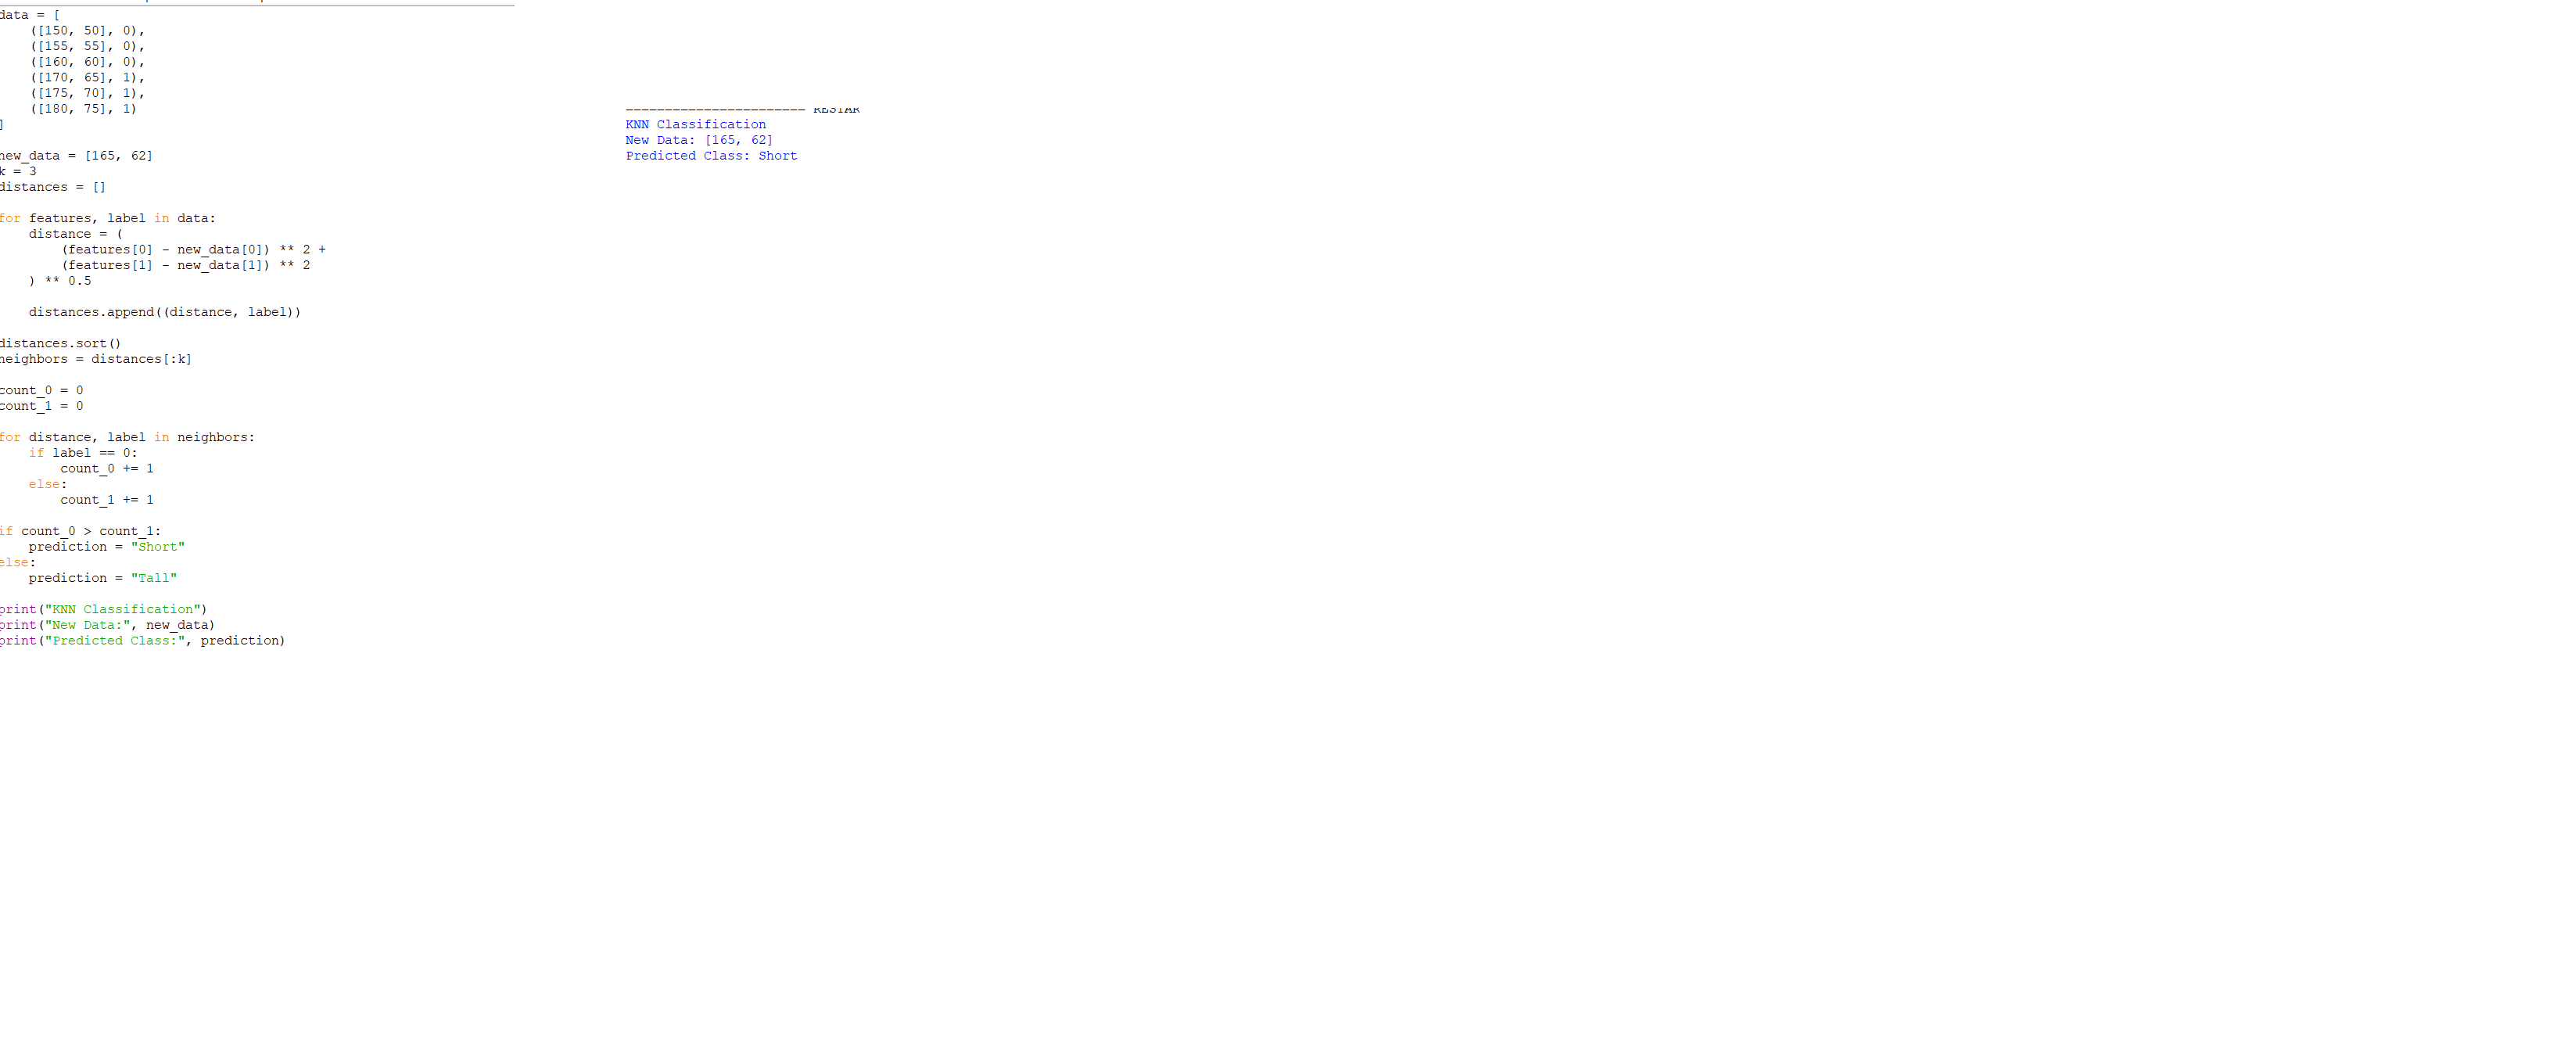 data = [
    ([150, 50], 0),
    ([155, 55], 0),
    ([160, 60], 0),
    ([170, 65], 1),
    ([175, 70], 1),
    ([180, 75], 1)
]
new_data = [165, 62]
k = 3
distances = []
for features, label in data:
    distance = (
        (features[0] - new_data[0]) ** 2 +
        (features[1] - new_data[1]) ** 2
    ) ** 0.5
    distances.append((distance, label))
distances.sort()
neighbors = distances[:k]
count_0 = 0
count_1 = 0
for distance, label in neighbors:
    if label == 0:
        count_0 += 1
    else:
        count_1 += 1
if count_0 > count_1:
    prediction = "Short"
else:
    prediction = "Tall"
print("KNN Classification")
print("New Data:", new_data)
print("Predicted Class:", prediction)
KNN Classification
New Data: [165, 62]
Predicted Class: Short